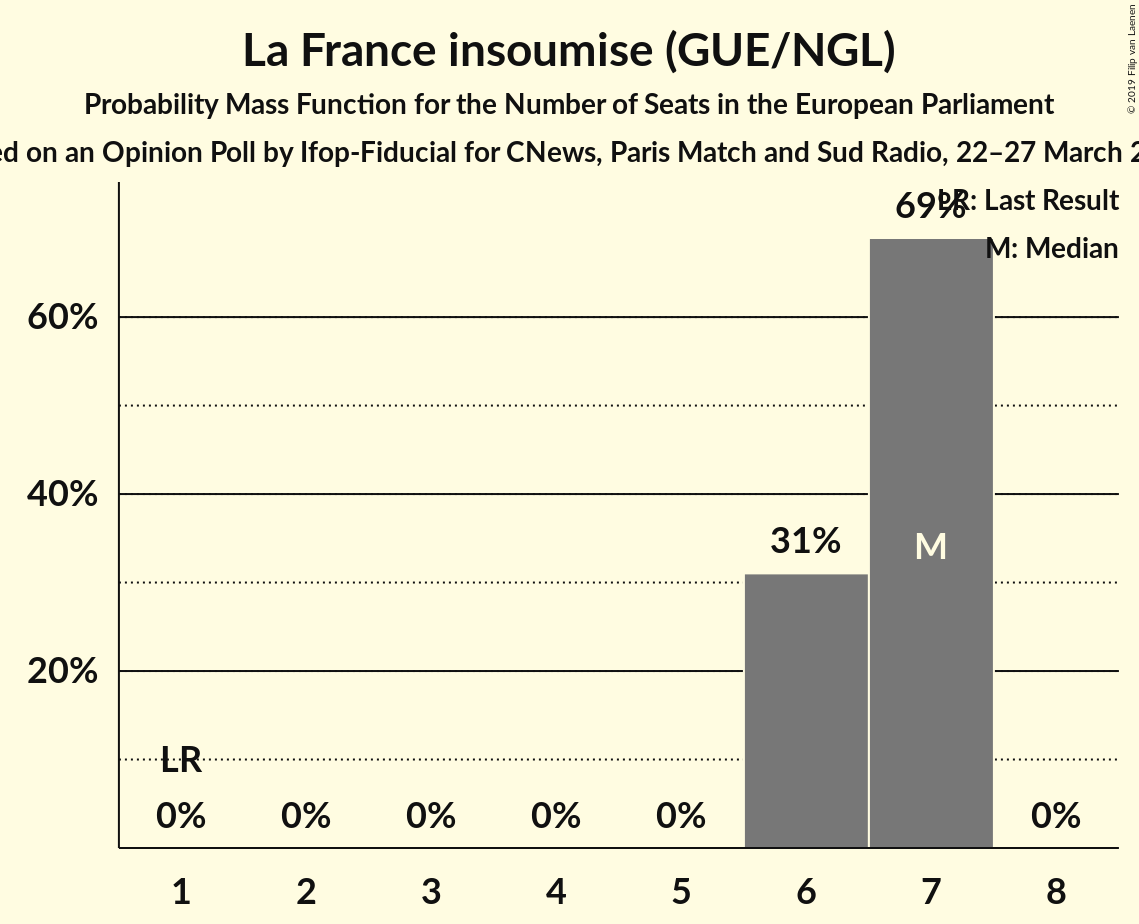 La France insoumise (GUE/NGL)
Probability Mass Function for the Number of Seats in the European Parliament
on an Opinion Poll by Ifop-Fiducial for CNews, Paris Match and Sud Radio, 22–27 March
© 2019 Filip van Laenen
LR: Last Result
M: Median
69%
60%
40%
31%
M
20%
LR
0% 0% 0% 0% 0% 0%
1 2 3 4 5 6 7 8